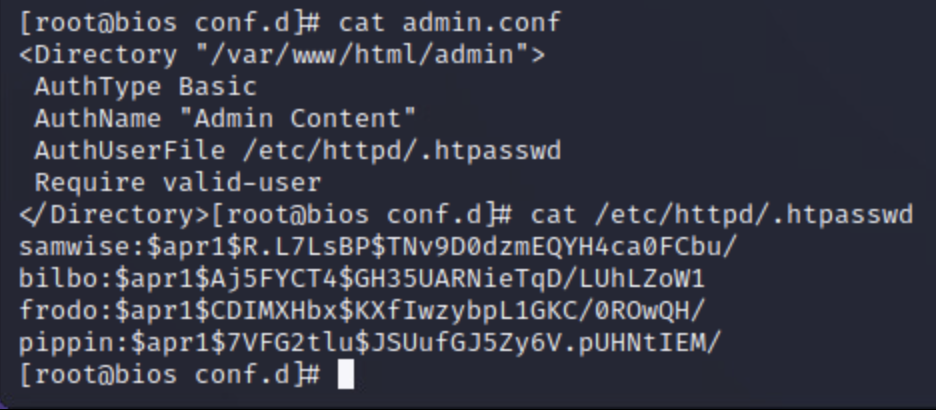 [root@bios conf.d]# cat admin.conf
<Directory "/var/www/html/admin">
 AuthType Basic
 AuthName "Admin Content"
 AuthUserFile /etc/httpd/.htpasswd
 Require valid-user
</Directory>[root@bios conf.d]# cat /etc/httpd/.htpasswd
samwise:$apr1$R.L7LsBP$TNv9D0dzmEQYH4ca0FCbu/
bilbo:$apr1$Aj5FYCT4$GH35UARNieTqD/LUhLZoW1
frodo:$apr1$CDIMXHbx$KXfIwzybpL1GKC/0ROwQH/
pippin:$apr1$7VFG2tlu$JSUufGJ5Zy6V.pUHNtIEM/
[root@bios conf.d]#